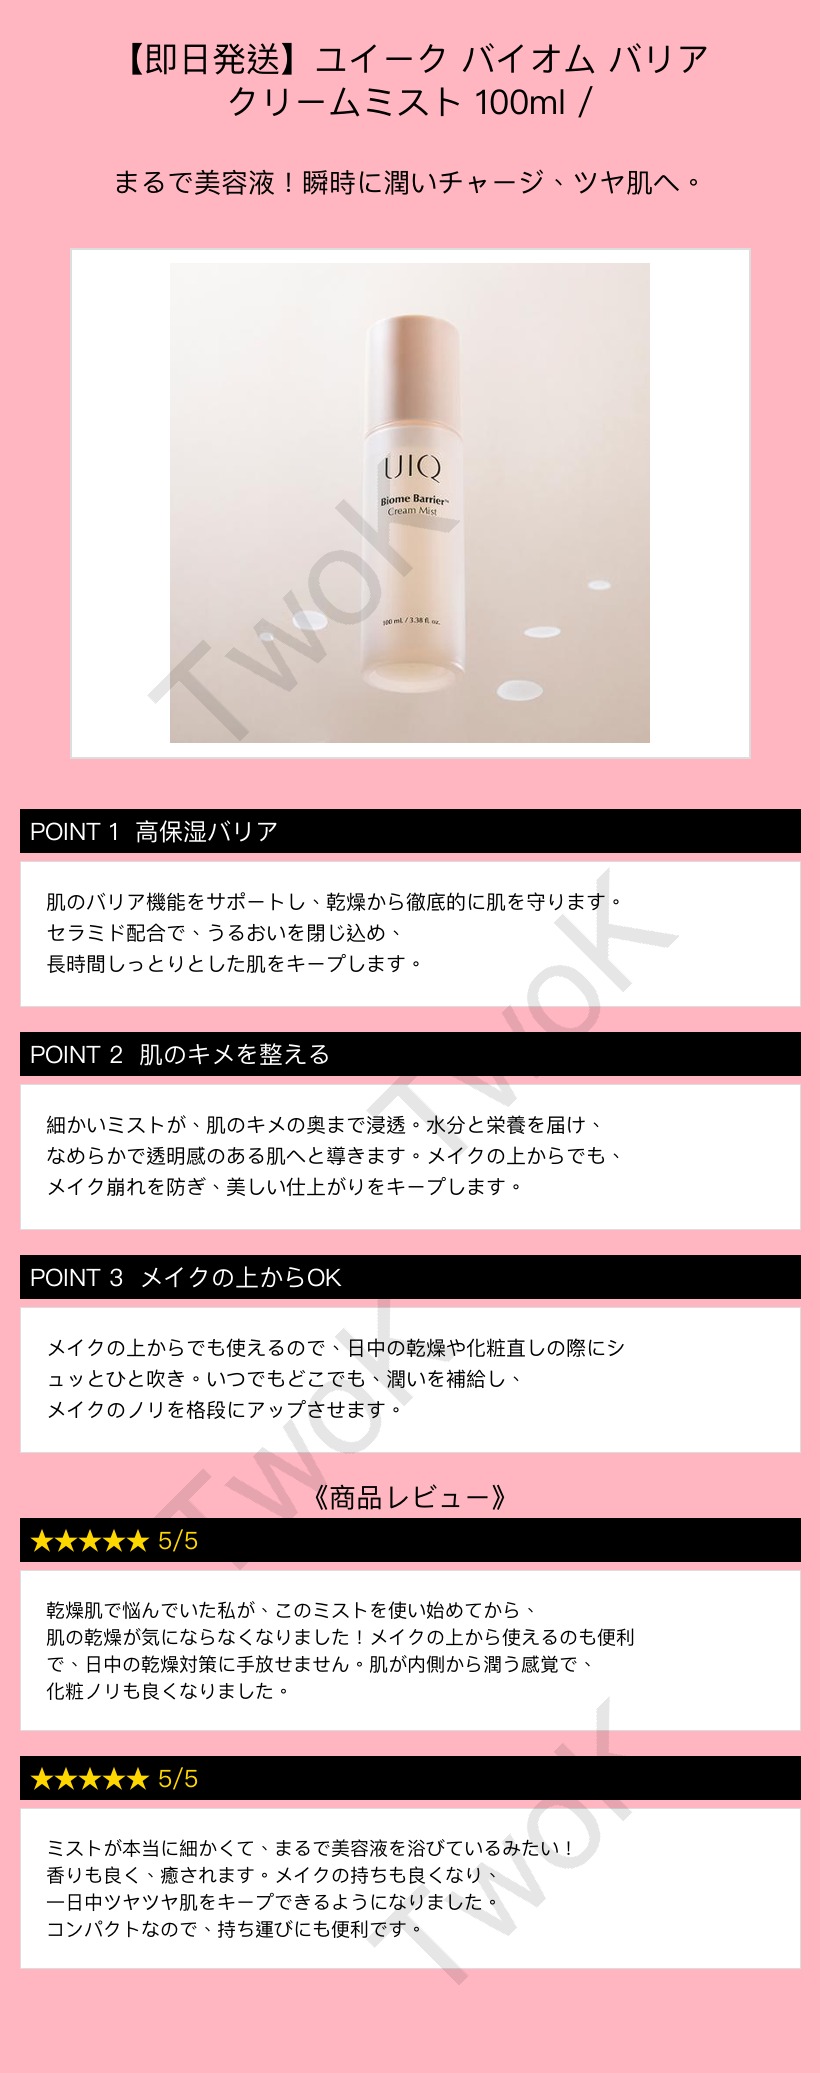 【即日発送】ユイーク バイオム バリア
クリームミスト 100ml /
まるで美容液！瞬時に潤いチャージ、ツヤ肌へ。
UIQ
Biome Barrier™
Cream Mist
100 mL / 3.38 fl. oz.
TwoK
POINT 1 高保湿バリア
肌のバリア機能をサポートし、乾燥から徹底的に肌を守ります。
セラミド配合で、うるおいを閉じ込め、
長時間しっとりとした肌をキープします。
TwoK
POINT 2 肌のキメを整える
細かいミストが、肌のキメの奥まで浸透。水分と栄養を届け、
なめらかで透明感のある肌へと導きます。メイクの上からでも、
メイク崩れを防ぎ、美しい仕上がりをキープします。
POINT 3 メイクの上からOK
メイクの上からでも使えるので、日中の乾燥や化粧直しの際にシ
ュッとひと吹き。いつでもどこでも、潤いを補給し、
メイクのノリを格段にアップさせます。
TwoK
《商品レビュー》
★★★★★ 5/5
乾燥肌で悩んでいた私が、このミストを使い始めてから、
肌の乾燥が気にならなくなりました！メイクの上から使えるのも便利
で、日中の乾燥対策に手放せません。肌が内側から潤う感覚で、
化粧ノリも良くなりました。
★★★★★ 5/5
ミストが本当に細かくて、まるで美容液を浴びているみたい！
香りも良く、癒されます。メイクの持ちも良くなり、
一日中ツヤツヤ肌をキープできるようになりました。
コンパクトなので、持ち運びにも便利です。
TwoK